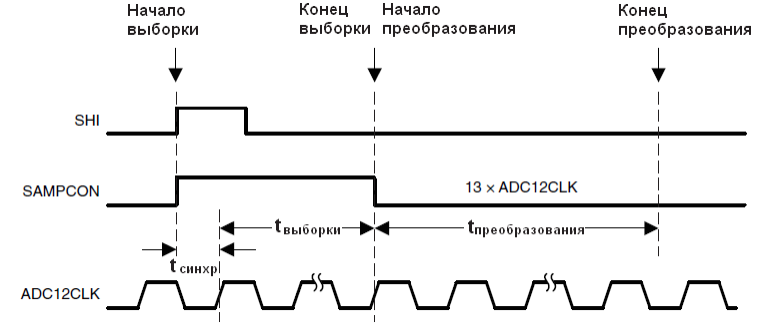 Начало
выборки
Конец
выборки
Начало
преобразования
Конец
преобразования
SHI
SAMPCON
13 × ADC12CLK
tвыборки
tпреобразования
tсинхр
ADC12CLK